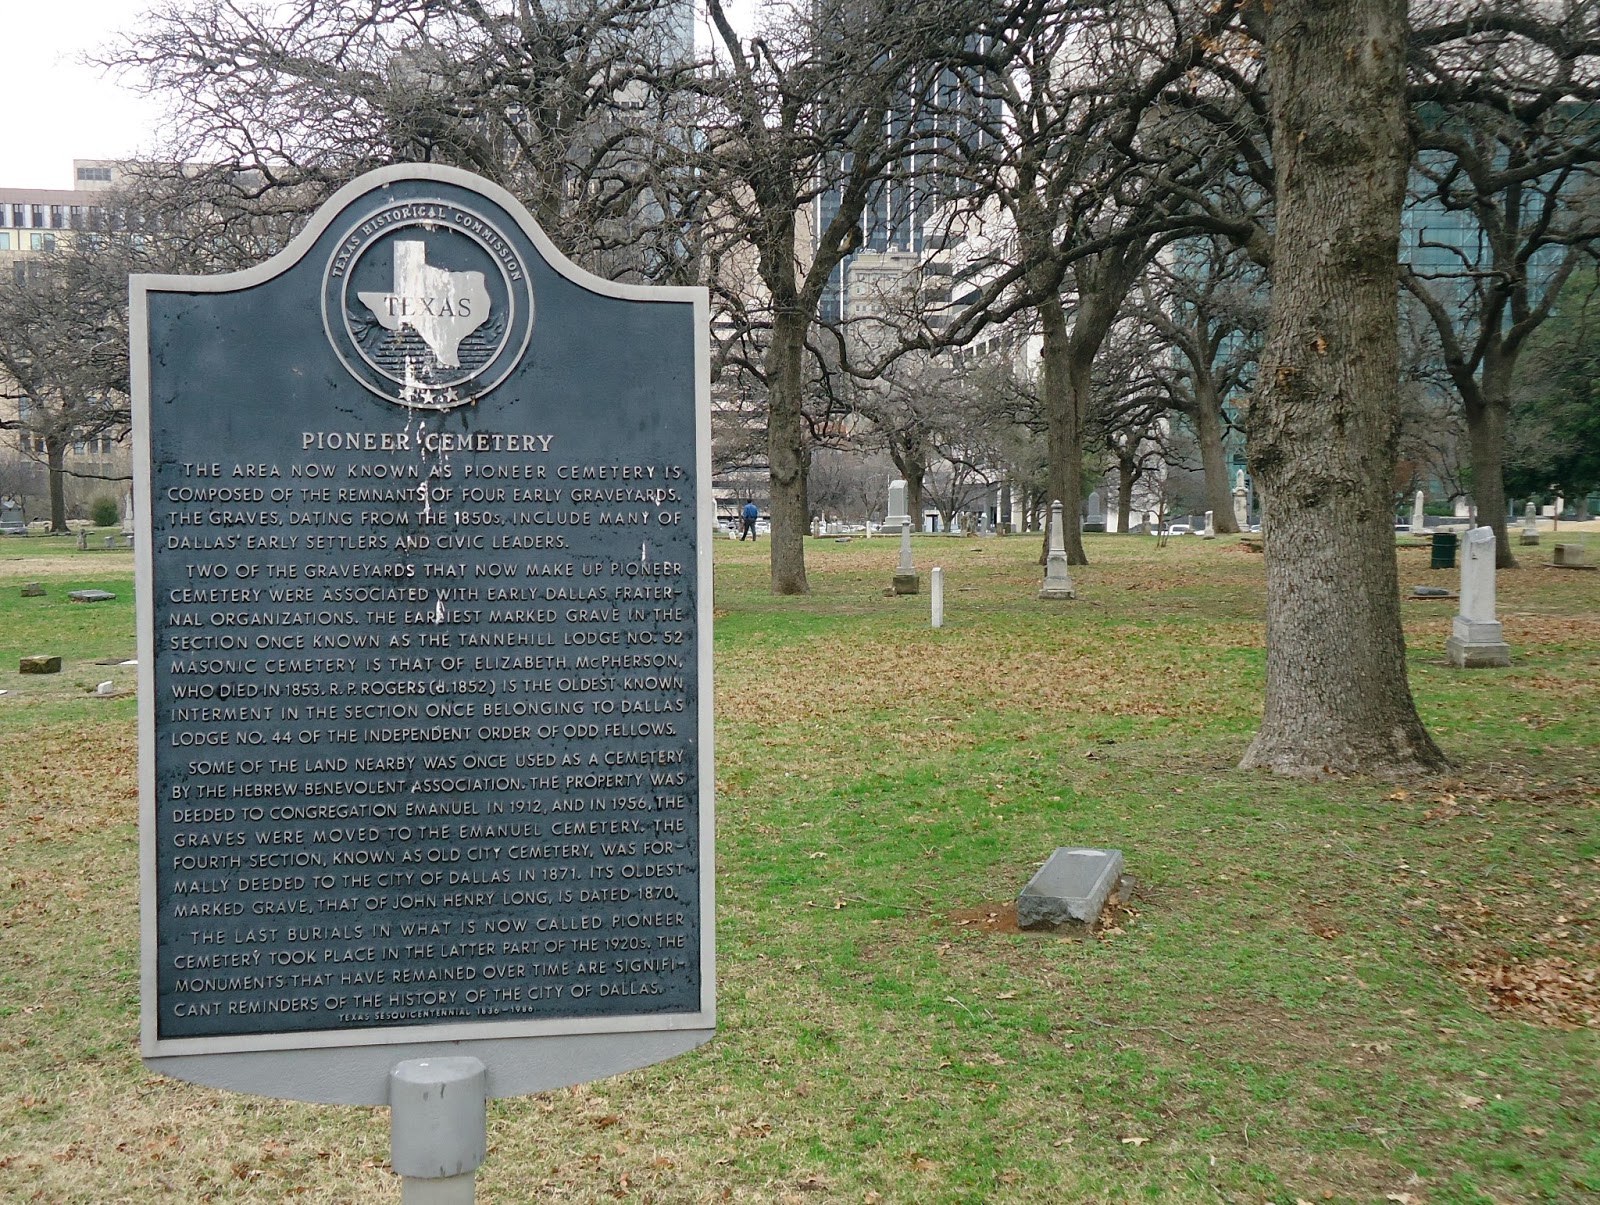 TEXAS HISTORICAL COMMISSION
TEXAS
PIONEER CEMETERY
THE AREA NOW KNOWN AS PIONEER CEMETERY IS
COMPOSED OF THE REMNANTS OF FOUR EARLY GRAVEYARDS.
THE GRAVES, DATING FROM THE 1850s, INCLUDE MANY OF
DALLAS' EARLY SETTLERS AND CIVIC LEADERS.
TWO OF THE GRAVEYARDS THAT NOW MAKE UP PIONEER
CEMETERY WERE ASSOCIATED WITH EARLY DALLAS FRATER-
NAL ORGANIZATIONS. THE EARLIEST MARKED GRAVE IN THE
SECTION ONCE KNOWN AS THE TANNEHILL LODGE NO. 52
MASONIC CEMETERY IS THAT OF ELIZABETH McPHERSON,
WHO DIED IN 1853. R. P. ROGERS (d. 1852) IS THE OLDEST KNOWN
INTERMENT IN THE SECTION ONCE BELONGING TO DALLAS
LODGE NO. 44 OF THE INDEPENDENT ORDER OF ODD FELLOWS.
SOME OF THE LAND NEARBY WAS ONCE USED AS A CEMETERY
BY THE HEBREW BENEVOLENT ASSOCIATION. THE PROPERTY WAS
DEEDED TO CONGREGATION EMANUEL IN 1912, AND IN 1956, THE
GRAVES WERE MOVED TO THE EMANUEL CEMETERY. THE
FOURTH SECTION, KNOWN AS OLD CITY CEMETERY, WAS FOR-
MALLY DEEDED TO THE CITY OF DALLAS IN 1871. ITS OLDEST
MARKED GRAVE, THAT OF JOHN HENRY LONG, IS DATED 1870.
THE LAST BURIALS IN WHAT IS NOW CALLED PIONEER
CEMETERY TOOK PLACE IN THE LATTER PART OF THE 1920s. THE
MONUMENTS THAT HAVE REMAINED OVER TIME ARE SIGNIFI-
CANT REMINDERS OF THE HISTORY OF THE CITY OF DALLAS.
TEXAS SESQUICENTENNIAL 1836-1986